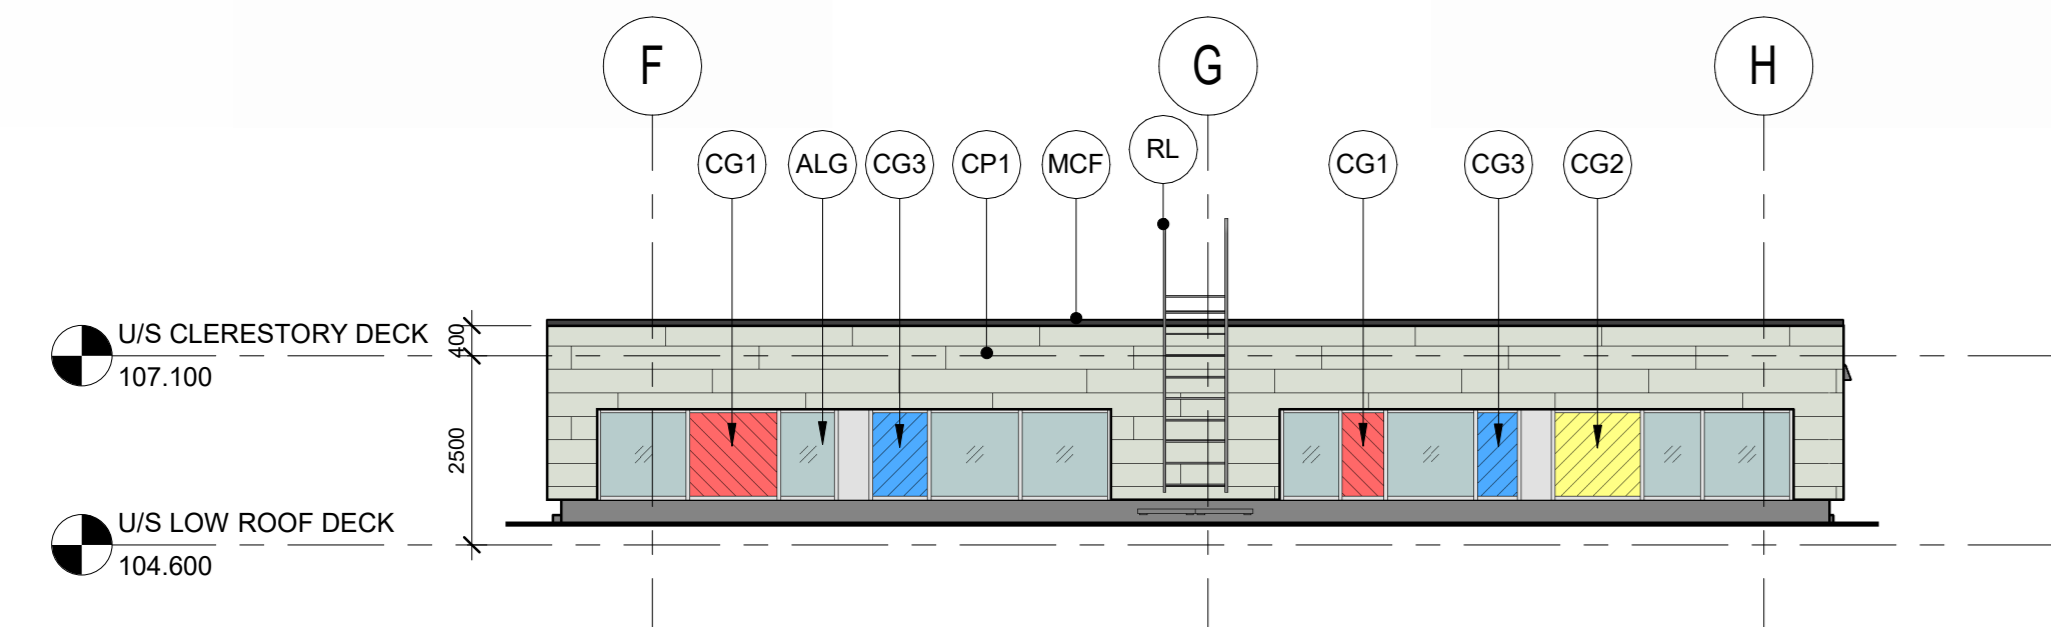 F G H
CG1 ALG CG3 CP1 MCF RL CG1 CG3 CG2
U/S CLERESTORY DECK
107.100
400
2500
U/S LOW ROOF DECK
104.600